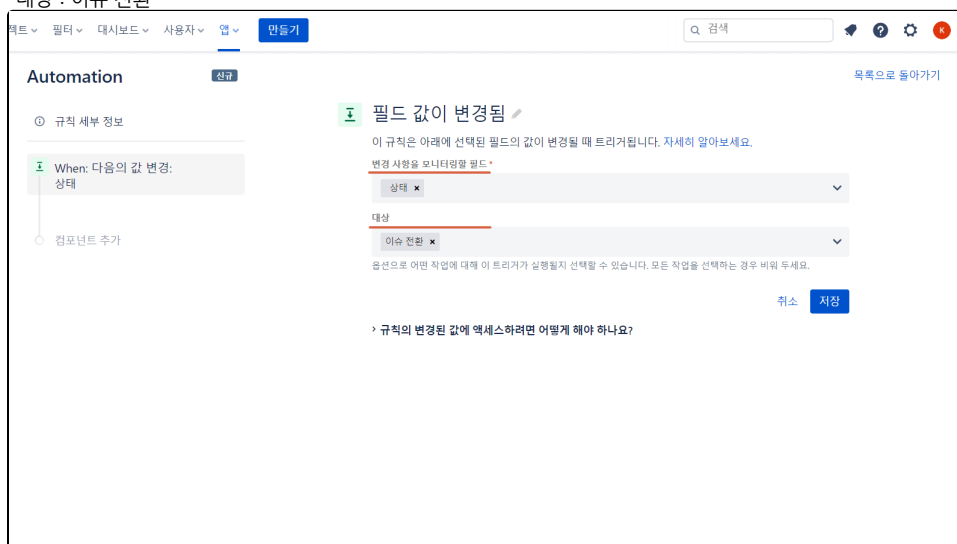 대상 : 이슈 전환
젝트 필터 대시보드 사용자 앱 만들기 검색 K
Automation 신규 목록으로 돌아가기
규칙 세부 정보
When: 다음의 값 변경:
상태
컴포넌트 추가
필드 값이 변경됨
이 규칙은 아래에 선택된 필드의 값이 변경될 때 트리거됩니다. 자세히 알아보세요.
변경 사항을 모니터링할 필드 *
상태
대상
이슈 전환
옵션으로 어떤 작업에 대해 이 트리거가 실행될지 선택할 수 있습니다. 모든 작업을 선택하는 경우 비워 두세요.
취소 저장
규칙의 변경된 값에 액세스하려면 어떻게 해야 하나요?